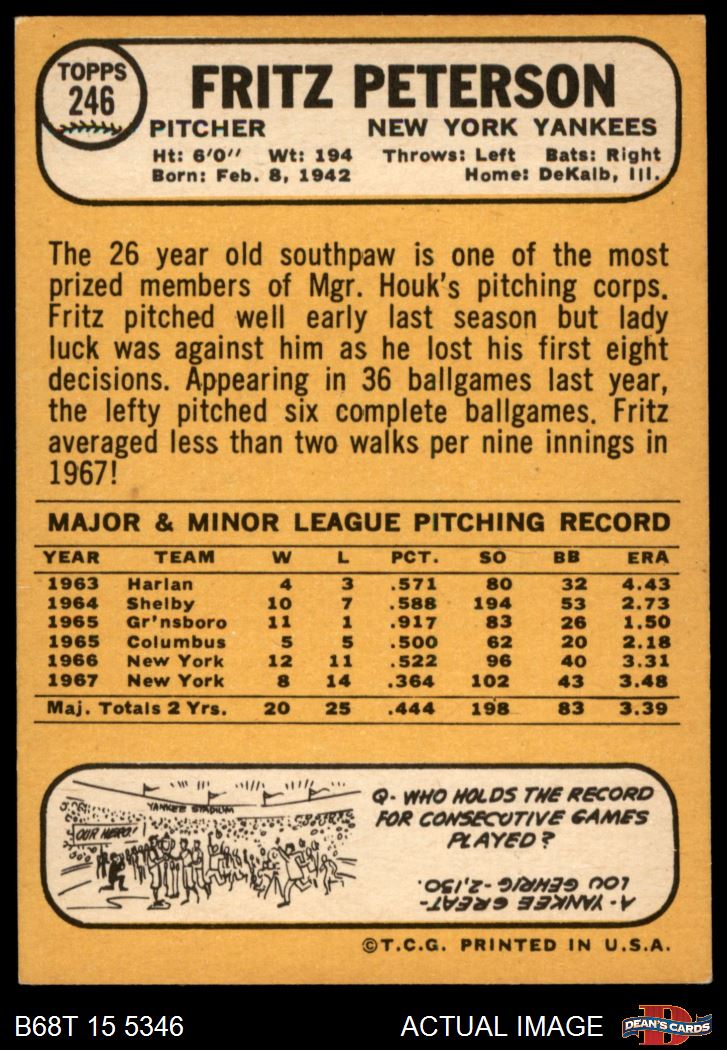 TOPPS
246
FRITZ PETERSON
PITCHER NEW YORK YANKEES
Ht: 6'0'' Wt: 194 Throws: Left Bats: Right
Born: Feb. 8, 1942 Home: DeKalb, Ill.
The 26 year old southpaw is one of the most
prized members of Mgr. Houk's pitching corps.
Fritz pitched well early last season but lady
luck was against him as he lost his first eight
decisions. Appearing in 36 ballgames last year,
the lefty pitched six complete ballgames. Fritz
averaged less than two walks per nine innings in
1967!
MAJOR & MINOR LEAGUE PITCHING RECORD
YEAR TEAM W L PCT. SO BB ERA
1963 Harlan 4 3 .571 80 32 4.43
1964 Shelby 10 7 .588 194 53 2.73
1965 Gr'nsboro 11 1 .917 83 26 1.50
1965 Columbus 5 5 .500 62 20 2.18
1966 New York 12 11 .522 96 40 3.31
1967 New York 8 14 .364 102 43 3.48
Maj. Totals 2 Yrs. 20 25 .444 198 83 3.39
YANKEE STADIUM
OUR HERO!
Q- WHO HOLDS THE RECORD
FOR CONSECUTIVE GAMES
PLAYED?
A- YANKEE GREAT-
LOU GEHRIG-2,130.
©T.C.G. PRINTED IN U.S.A.
B68T 15 5346 ACTUAL IMAGE
D
DEAN'S CARDS